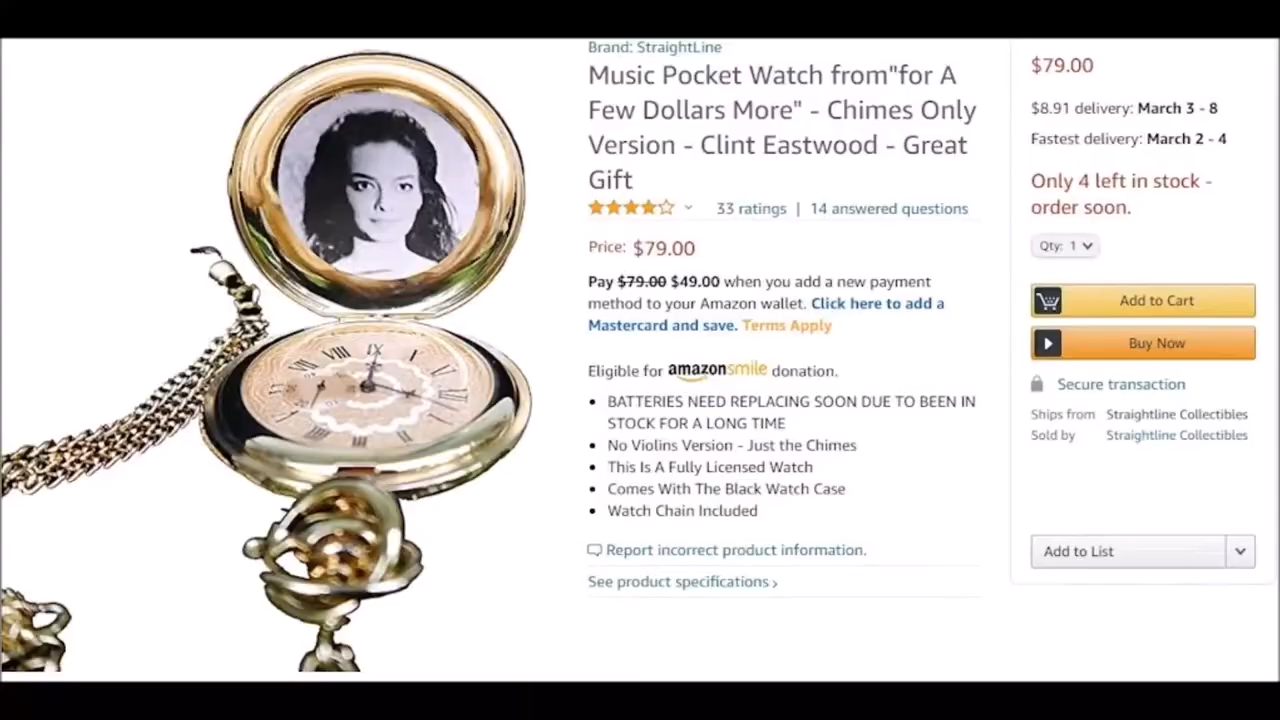 Brand: StraightLine
Music Pocket Watch from"for A
Few Dollars More" - Chimes Only
Version - Clint Eastwood - Great
Gift
33 ratings | 14 answered questions
Price: $79.00
Pay $79.00 $49.00 when you add a new payment
method to your Amazon wallet. Click here to add a
Mastercard and save. Terms Apply
Eligible for amazonsmile donation.
• BATTERIES NEED REPLACING SOON DUE TO BEEN IN
STOCK FOR A LONG TIME
• No Violins Version - Just the Chimes
• This Is A Fully Licensed Watch
• Comes With The Black Watch Case
• Watch Chain Included
Report incorrect product information.
See product specifications ›
$79.00
$8.91 delivery: March 3 - 8
Fastest delivery: March 2 - 4
Only 4 left in stock -
order soon.
Qty: 1
Add to Cart
Buy Now
Secure transaction
Ships from Straightline Collectibles
Sold by Straightline Collectibles
Add to List